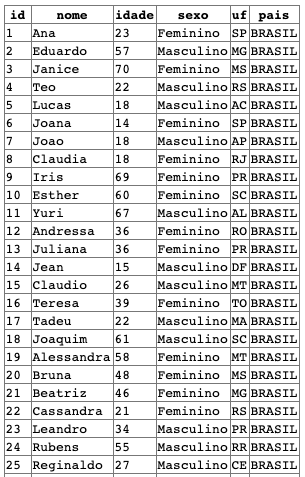 id nome idade sexo uf pais
1 Ana 23 Feminino SP BRASIL
2 Eduardo 57 Masculino MG BRASIL
3 Janice 70 Feminino MS BRASIL
4 Teo 22 Masculino RS BRASIL
5 Lucas 18 Masculino AC BRASIL
6 Joana 14 Feminino SP BRASIL
7 Joao 18 Masculino AP BRASIL
8 Claudia 18 Feminino RJ BRASIL
9 Iris 69 Feminino PR BRASIL
10 Esther 60 Feminino SC BRASIL
11 Yuri 67 Masculino AL BRASIL
12 Andressa 36 Feminino RO BRASIL
13 Juliana 36 Feminino PR BRASIL
14 Jean 15 Masculino DF BRASIL
15 Claudio 26 Masculino MT BRASIL
16 Teresa 39 Feminino TO BRASIL
17 Tadeu 22 Masculino MA BRASIL
18 Joaquim 61 Masculino SC BRASIL
19 Alessandra 58 Feminino MT BRASIL
20 Bruna 48 Feminino MS BRASIL
21 Beatriz 46 Feminino MG BRASIL
22 Cassandra 21 Feminino RS BRASIL
23 Leandro 34 Masculino PR BRASIL
24 Rubens 55 Masculino RR BRASIL
25 Reginaldo 27 Masculino CE BRASIL